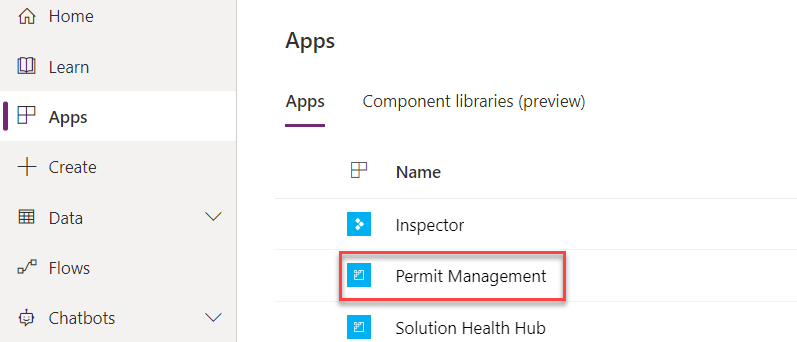 Home
Learn
Apps
Create
Data
Flows
Chatbots
Apps
Apps Component libraries (preview)
Name
Inspector
Permit Management
Solution Health Hub